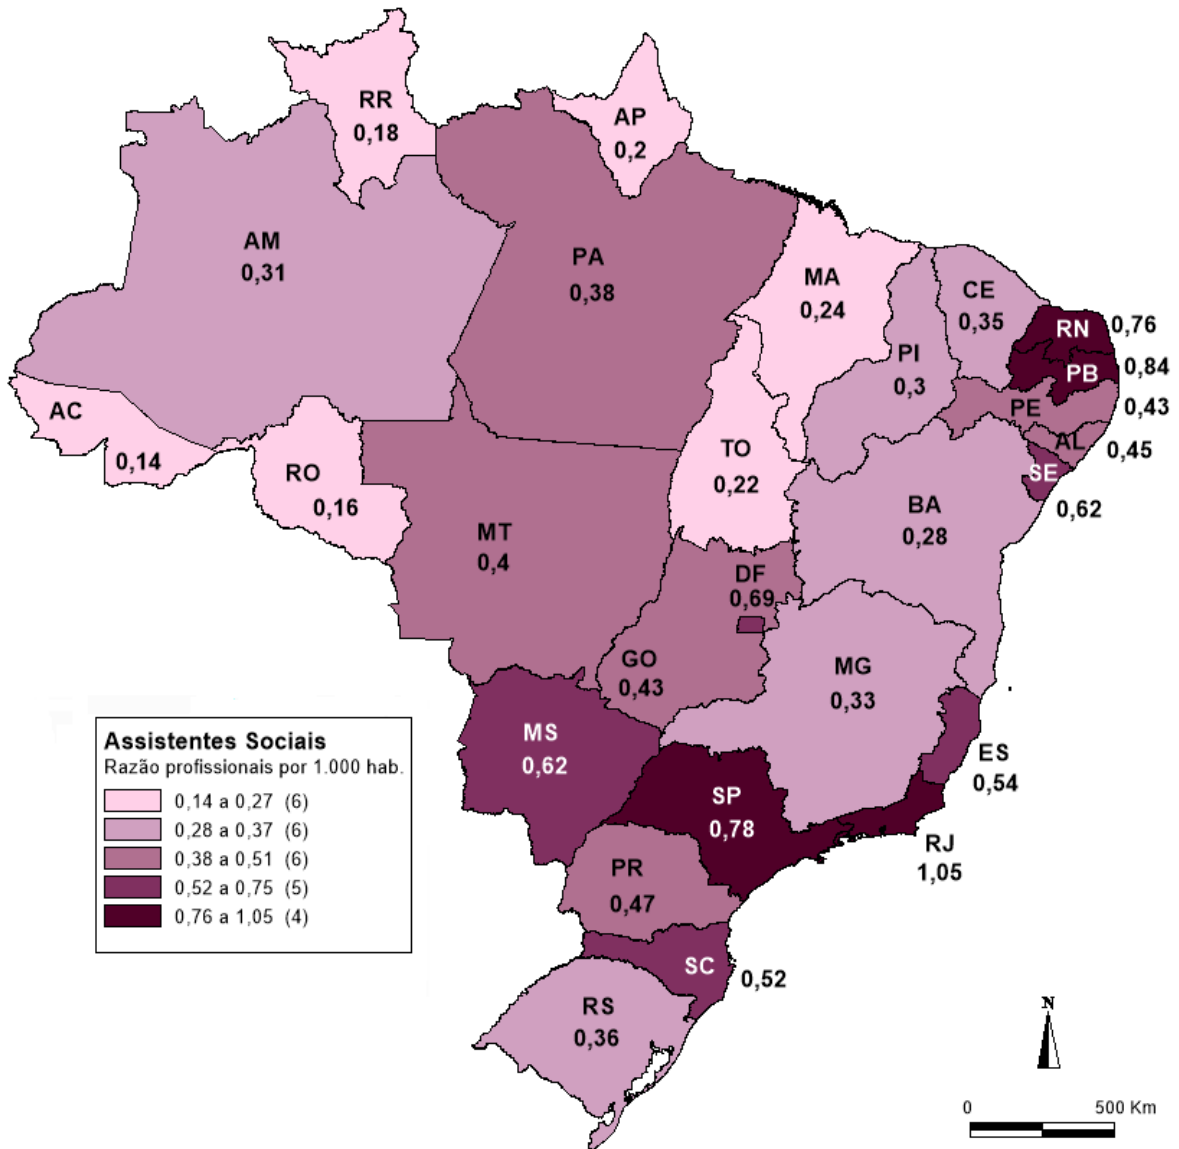 RR
0,18
AP
0,2
AM
0,31
PA
0,38
MA
0,24
CE
0,35
RN
0,76
PI
0,3
PB
0,84
PE
0,43
AC
0,14
AL
0,45
TO
0,22
RO
0,16
SE
0,62
BA
0,28
MT
0,4
DF
0,69
GO
0,43
MG
0,33
MS
0,62
ES
0,54
SP
0,78
RJ
1,05
PR
0,47
SC
0,52
RS
0,36
Assistentes Sociais
Razão profissionais por 1.000 hab.
0,14 a 0,27 (6)
0,28 a 0,37 (6)
0,38 a 0,51 (6)
0,52 a 0,75 (5)
0,76 a 1,05 (4)
N
0 500 Km